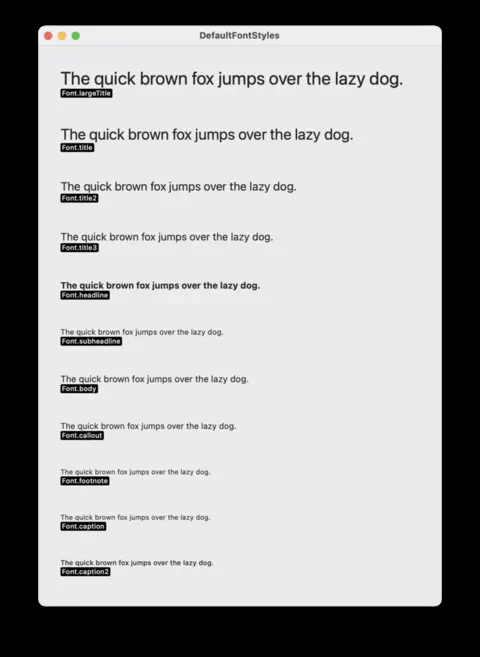 DefaultFontStyles
The quick brown fox jumps over the lazy dog.
Font.largeTitle
The quick brown fox jumps over the lazy dog.
Font.title
The quick brown fox jumps over the lazy dog.
Font.title2
The quick brown fox jumps over the lazy dog.
Font.title3
The quick brown fox jumps over the lazy dog.
Font.headline
The quick brown fox jumps over the lazy dog.
Font.subheadline
The quick brown fox jumps over the lazy dog.
Font.body
The quick brown fox jumps over the lazy dog.
Font.callout
The quick brown fox jumps over the lazy dog.
Font.footnote
The quick brown fox jumps over the lazy dog.
Font.caption
The quick brown fox jumps over the lazy dog.
Font.caption2